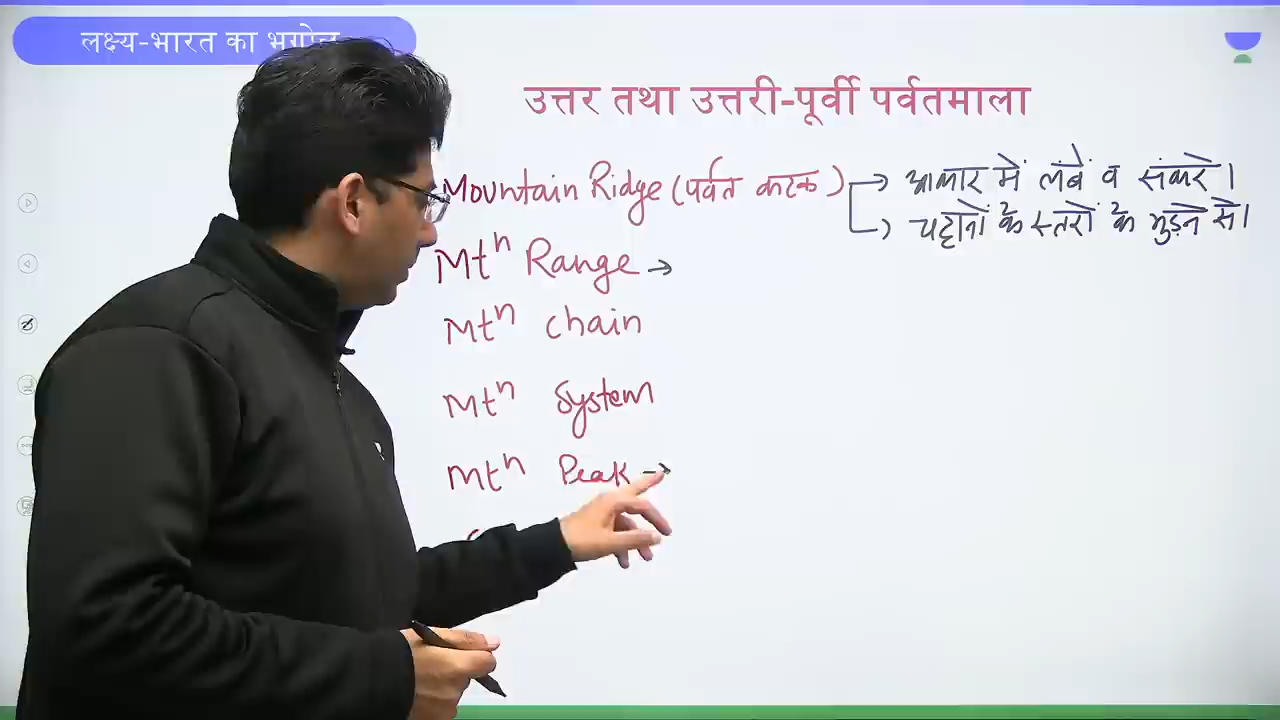 लक्ष्य-भारत का भूगोल
उत्तर तथा उत्तरी-पूर्वी पर्वतमाला
Mountain Ridge (पर्वत कटक) → आकार में लंबे व संकरे।
→ चट्टानों के स्तरों के मुड़ने से।
Mtⁿ Range →
Mtⁿ chain
Mtⁿ System
Mtⁿ Peak →